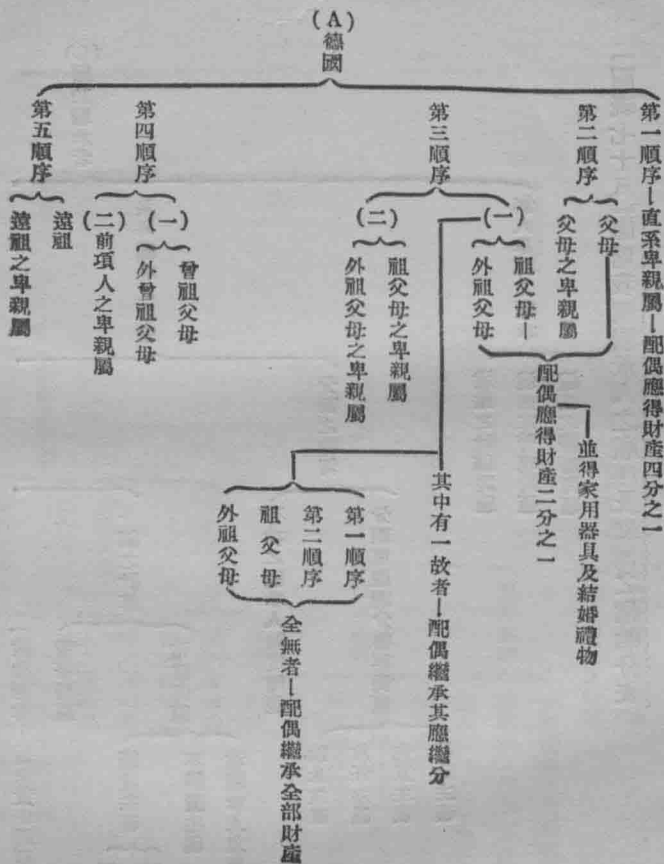 (A)德國
第一順序—直系卑親屬—配偶應得財產四分之一
第二順序
父母
父母之卑親屬
配偶應得財產二分之一
並得家用器具及結婚禮物
第三順序
(一)
祖父母—
外祖父母
其中有一故者—配偶繼承其應繼分
(二)
祖父母之卑親屬
外祖父母之卑親屬
第一順序
第二順序
祖父母
外祖父母
全無者—配偶繼承全部財產
第四順序
(一)
曾祖父母
外曾祖父母
(二)前項人之卑親屬
第五順序
遠祖
遠祖之卑親屬